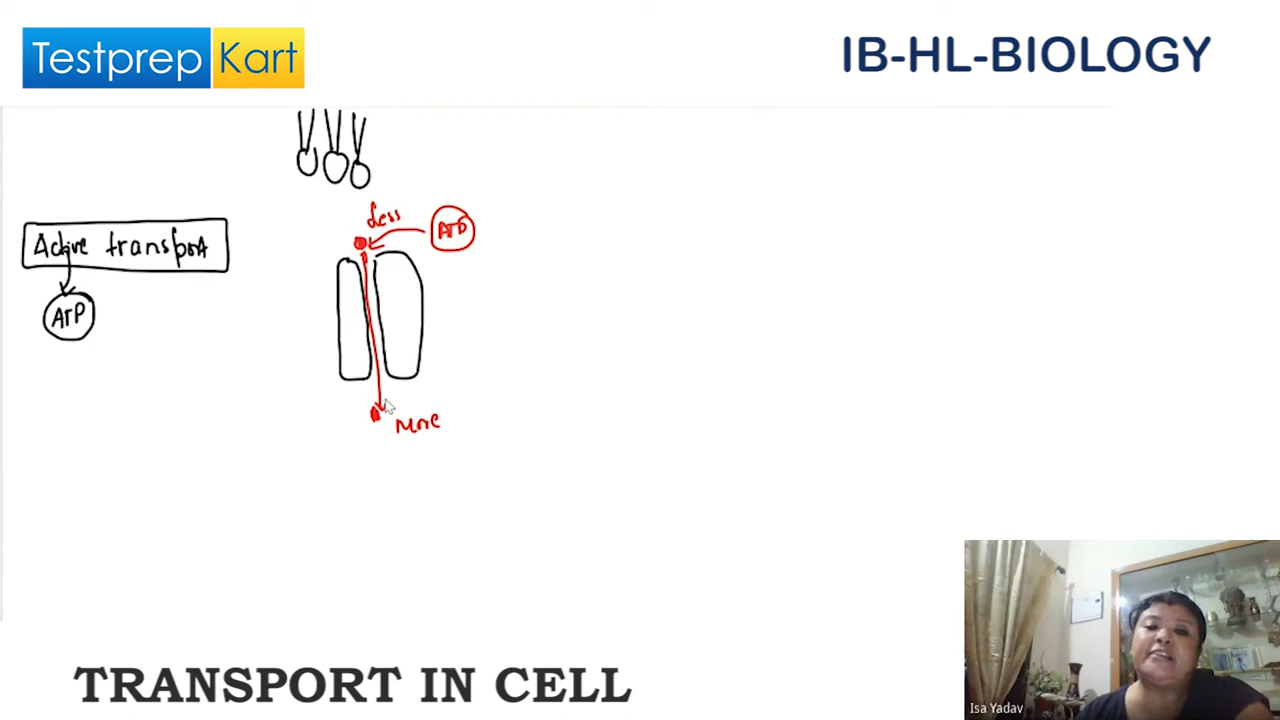 Testprep Kart
IB-HL-BIOLOGY
Less
ATP
Active transport
ATP
More
TRANSPORT IN CELL
Isa Yadav